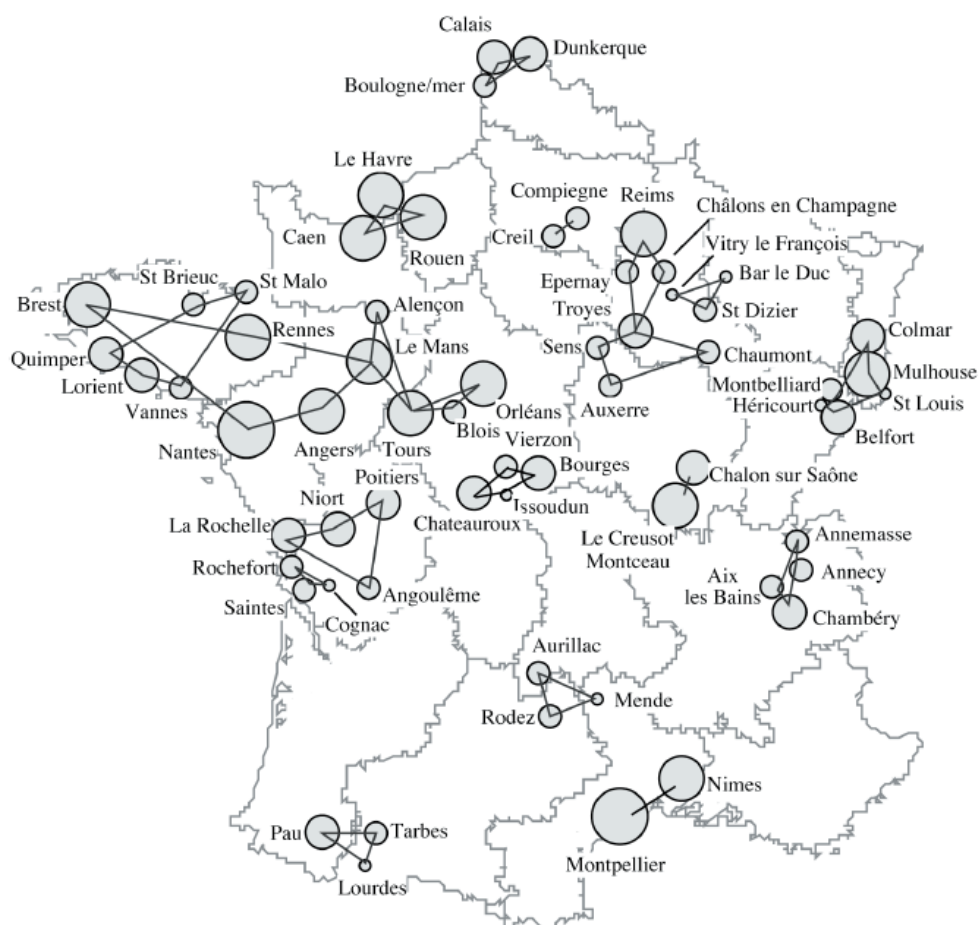 Calais
Dunkerque
Boulogne/mer
Le Havre
Compiegne
Reims
Châlons en Champagne
Caen
Rouen
Creil
Vitry le François
St Brieuc
St Malo
Epernay
Bar le Duc
Brest
Alençon
Troyes
St Dizier
Rennes
Colmar
Quimper
Le Mans
Sens
Chaumont
Lorient
Mulhouse
Vannes
Orléans
Auxerre
Montbelliard
Héricourt
St Louis
Nantes
Angers
Tours
Blois
Belfort
Vierzon
Poitiers
Bourges
Chalon sur Saône
Niort
Issoudun
La Rochelle
Chateauroux
Le Creusot
Montceau
Annemasse
Rochefort
Annecy
Saintes
Angoulême
Aix
les Bains
Cognac
Chambéry
Aurillac
Mende
Rodez
Nimes
Pau
Tarbes
Montpellier
Lourdes